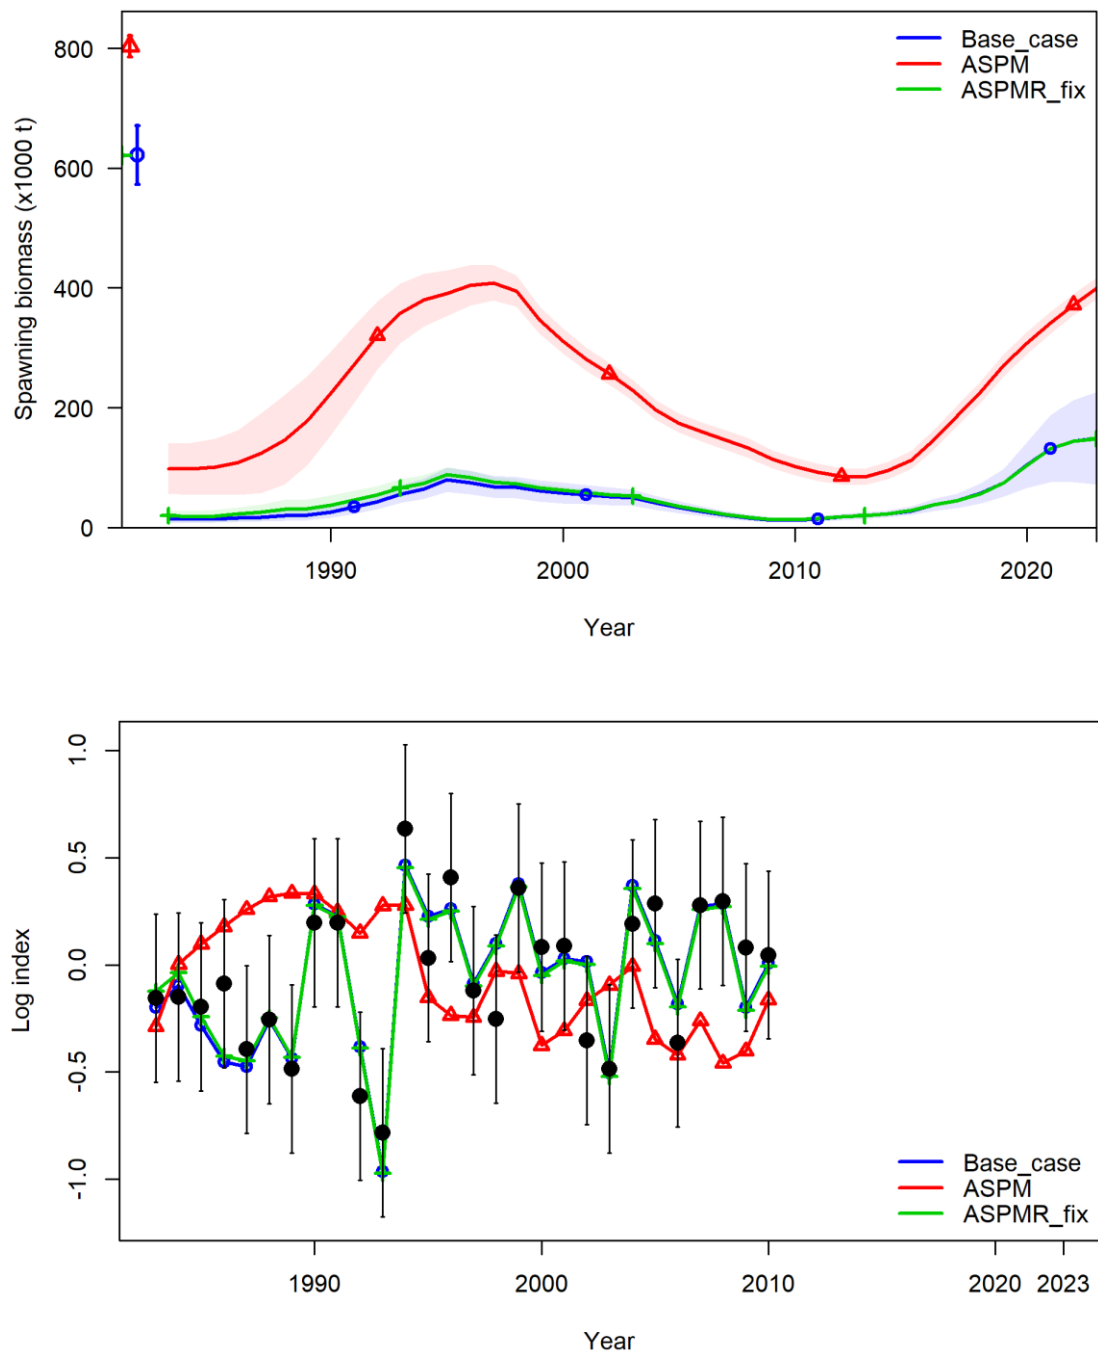 Base_case
ASPM
ASPMR_fix
Spawning biomass (x1000 t)
800
600
400
200
0
1990 2000 2010 2020
Year
Log index
1.0
0.5
0.0
-0.5
-1.0
Base_case
ASPM
ASPMR_fix
1990 2000 2010 2020 2023
Year